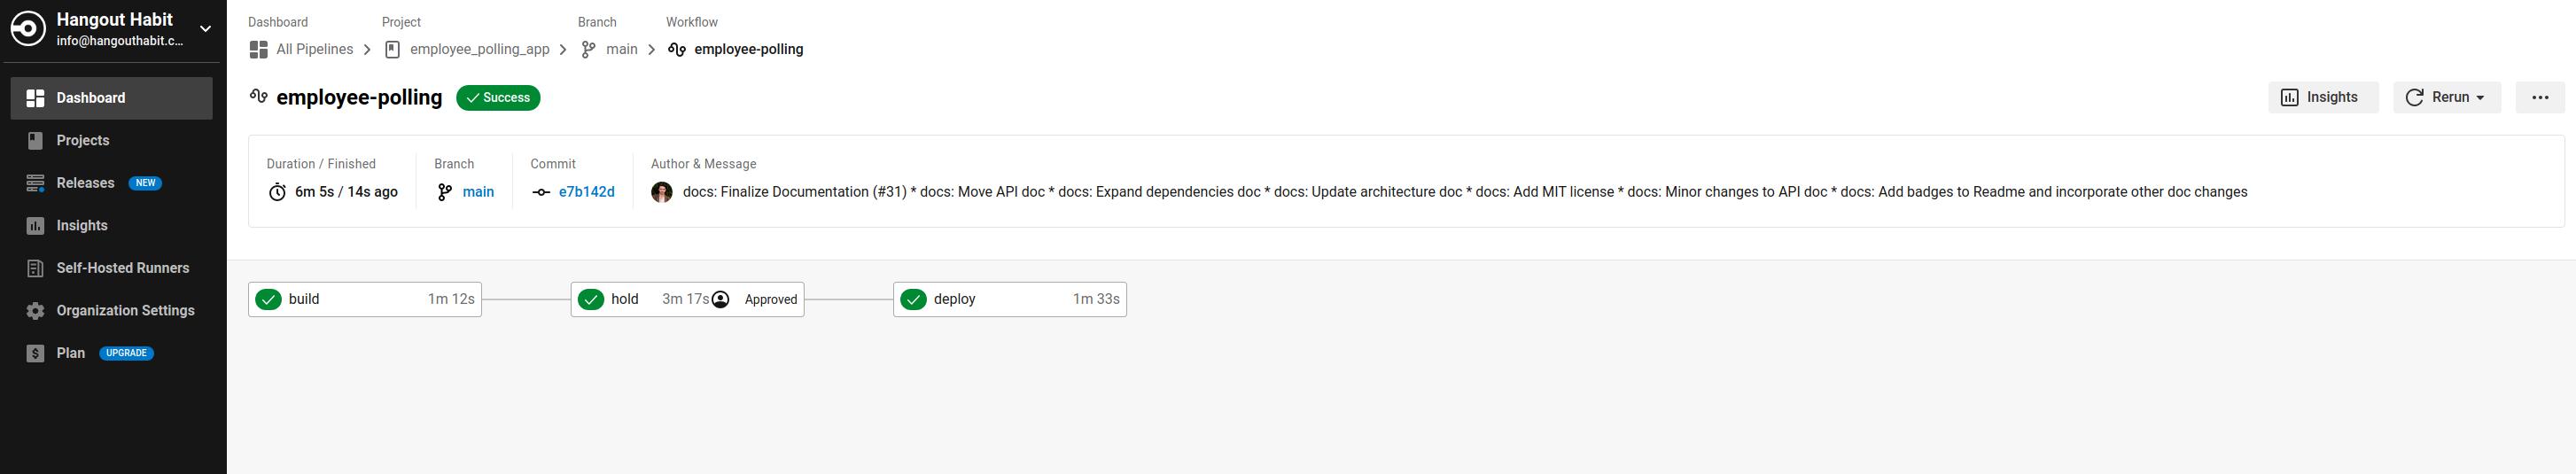 Hangout Habit
info@hangouthabit.c...
Dashboard
Projects
Releases NEW
Insights
Self-Hosted Runners
Organization Settings
Plan UPGRADE
Dashboard Project Branch Workflow
All Pipelines employee_polling_app main employee-polling
employee-polling Success
Insights Rerun
Duration / Finished Branch Commit Author & Message
6m 5s / 14s ago main e7b142d docs: Finalize Documentation (#31) * docs: Move API doc * docs: Expand dependencies doc * docs: Update architecture doc * docs: Add MIT license * docs: Minor changes to API doc * docs: Add badges to Readme and incorporate other doc changes
build 1m 12s hold 3m 17s Approved deploy 1m 33s